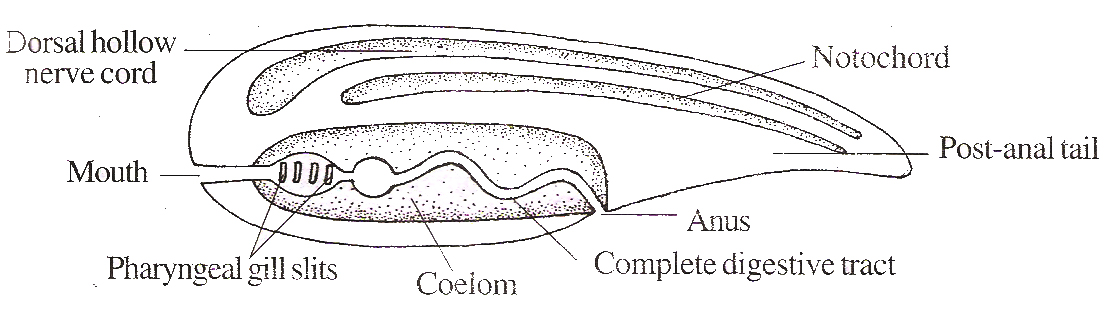 Dorsal hollow
nerve cord
Notochord
Post-anal tail
Mouth
Anus
Pharyngeal gill slits
Coelom
Complete digestive tract